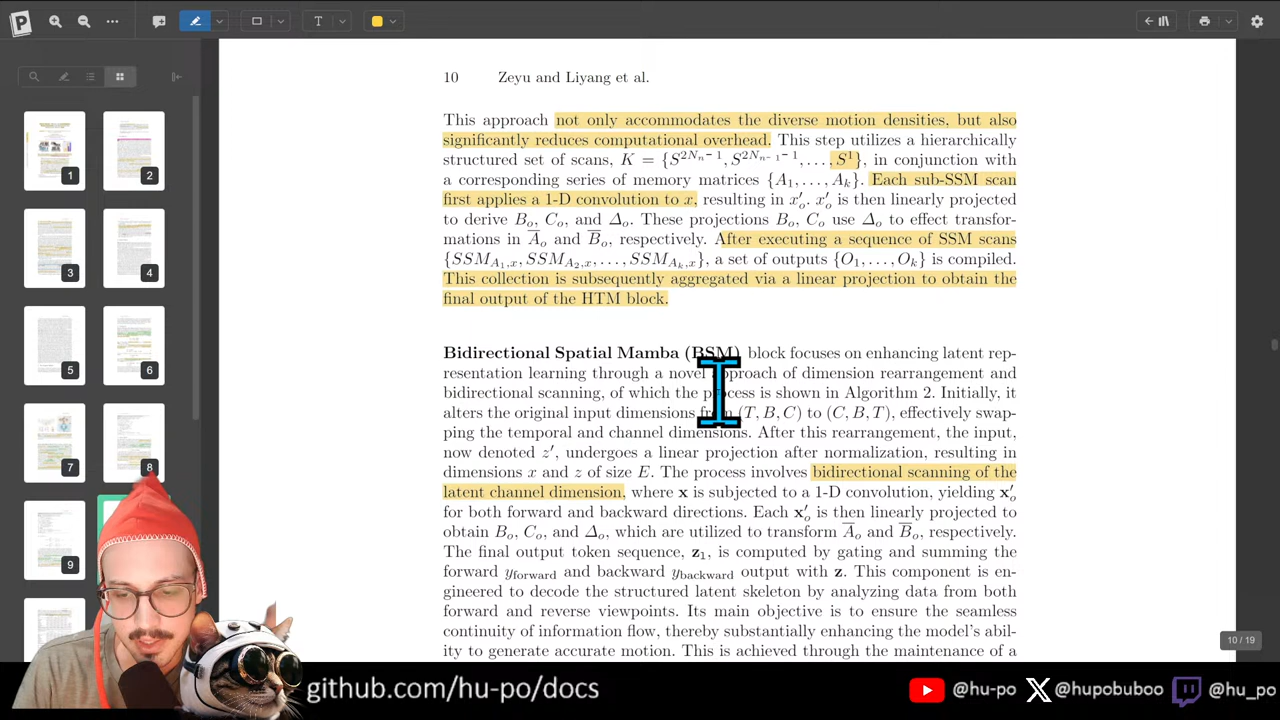 10 Zeyu and Liyang et al.
This approach not only accommodates the diverse motion densities, but also
significantly reduces computational overhead. This step utilizes a hierarchically
structured set of scans, K = {S^{2N_n−1}, S^{2N_{n−1}−1}, . . . , S^1}, in conjunction with
a corresponding series of memory matrices {A_1, . . . , A_k}. Each sub-SSM scan
first applies a 1-D convolution to x, resulting in x′_o. x′_o is then linearly projected
to derive B_o, C_o, and Δ_o. These projections B_o, C_o use Δ_o to effect transfor-
mations in A̅_o and B̅_o, respectively. After executing a sequence of SSM scans
{SSM_{A_1,x}, SSM_{A_2,x}, . . . , SSM_{A_k,x}}, a set of outputs {O_1, . . . , O_k} is compiled.
This collection is subsequently aggregated via a linear projection to obtain the
final output of the HTM block.
Bidirectional Spatial Mamba (BSM) block focuses on enhancing latent rep-
resentation learning through a novel approach of dimension rearrangement and
bidirectional scanning, of which the process is shown in Algorithm 2. Initially, it
alters the original input dimensions from (T, B, C) to (C, B, T), effectively swap-
ping the temporal and channel dimensions. After this rearrangement, the input,
now denoted z′, undergoes a linear projection after normalization, resulting in
dimensions x and z of size E. The process involves bidirectional scanning of the
latent channel dimension, where x is subjected to a 1-D convolution, yielding x′_o
for both forward and backward directions. Each x′_o is then linearly projected to
obtain B_o, C_o, and Δ_o, which are utilized to transform A̅_o and B̅_o, respectively.
The final output token sequence, z_1, is computed by gating and summing the
forward y_forward and backward y_backward output with z. This component is en-
gineered to decode the structured latent skeleton by analyzing data from both
forward and reverse viewpoints. Its main objective is to ensure the seamless
continuity of information flow, thereby substantially enhancing the model's abil-
ity to generate accurate motion. This is achieved through the maintenance of a
1
2
3
4
5
6
7
8
9
10 / 19
T
P
github.com/hu-po/docs
@hu-po
@hupobuboo
@hu_po